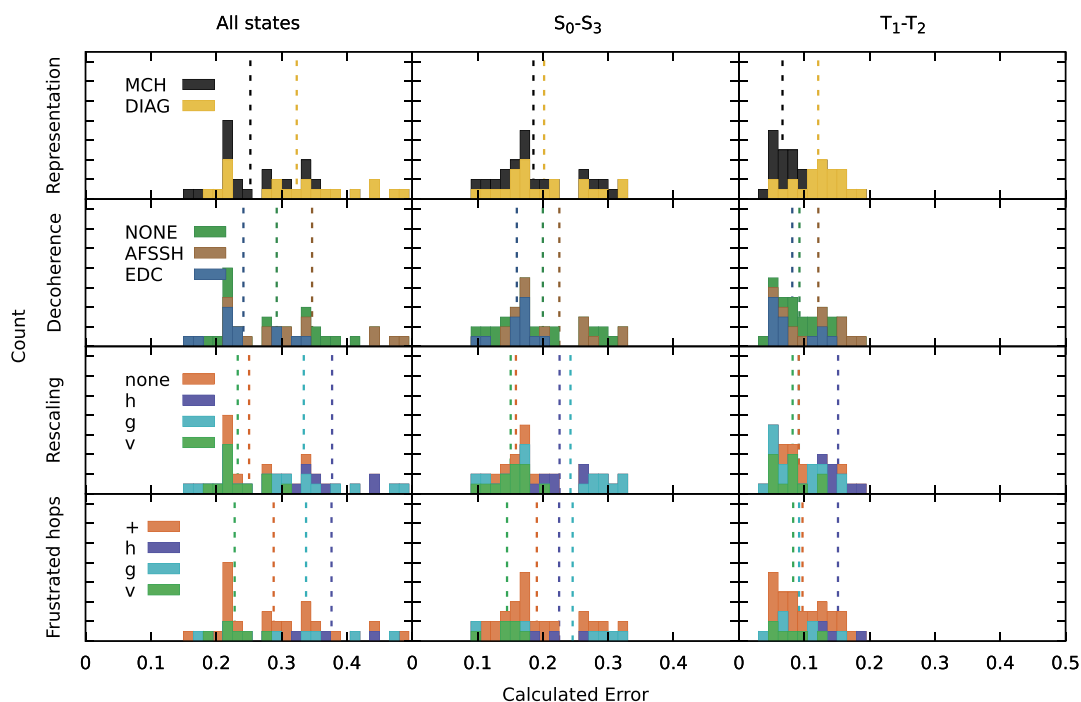 All states
S₀-S₃
T₁-T₂
Count
Representation
MCH
DIAG
Decoherence
NONE
AFSSH
EDC
Rescaling
none
h
g
v
Frustrated hops
+
h
g
v
0 0.1 0.2 0.3 0.4 0.1 0.2 0.3 0.4 0 0.1 0.2 0.3 0.4 0.5
Calculated Error